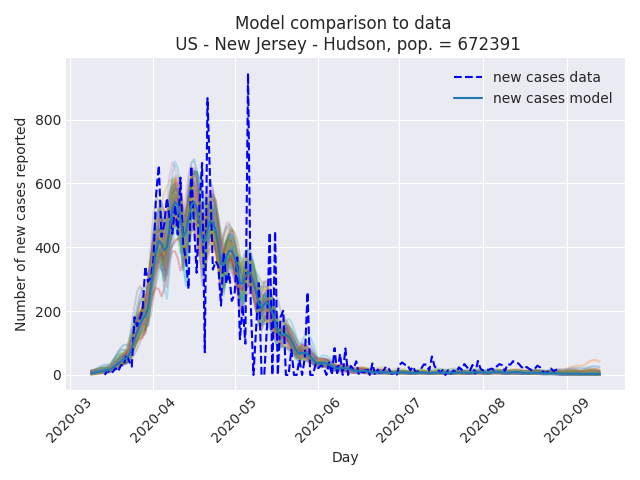 Model comparison to data
US - New Jersey - Hudson, pop. = 672391
new cases data
new cases model
Number of new cases reported
800
600
400
200
0
2020-03
2020-04
2020-05
2020-06
2020-07
2020-08
2020-09
Day